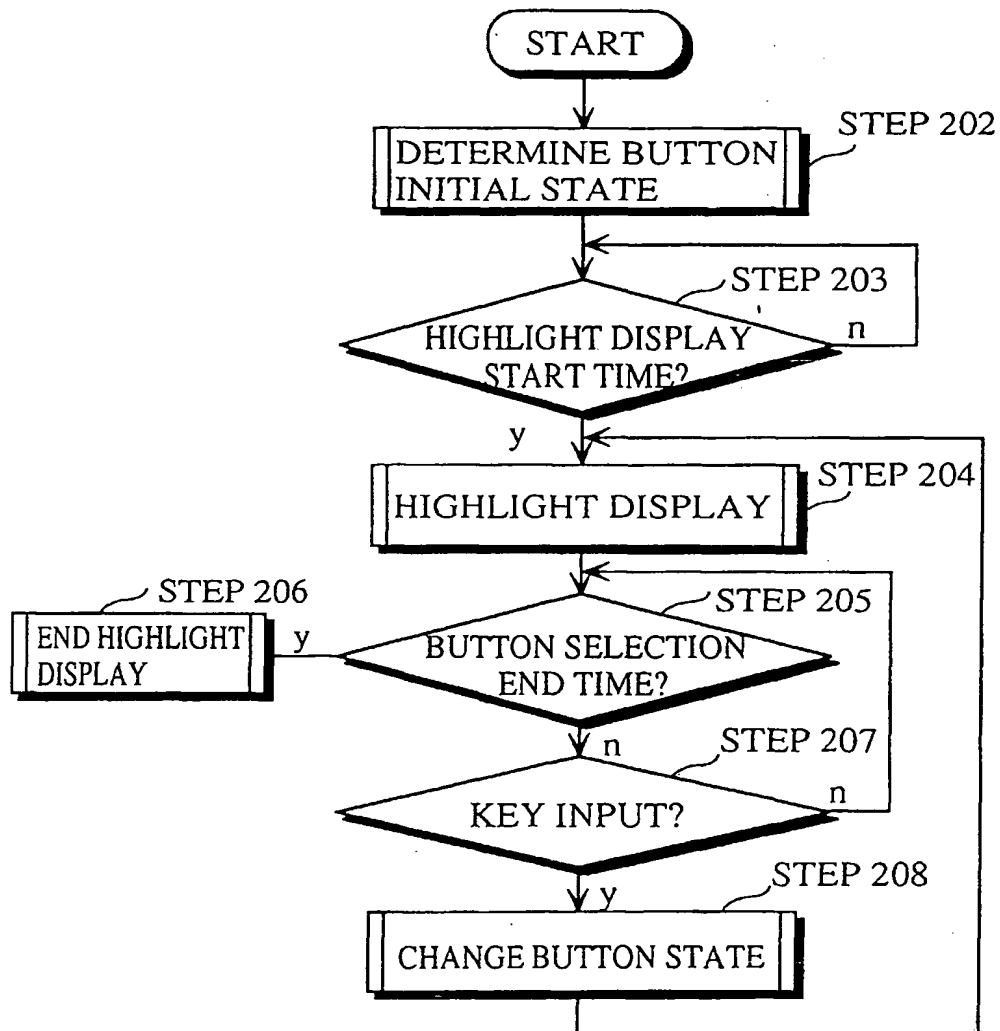 START
STEP 202
DETERMINE BUTTON
INITIAL STATE
STEP 203
HIGHLIGHT DISPLAY
START TIME?
n
y
STEP 204
HIGHLIGHT DISPLAY
STEP 206
END HIGHLIGHT
DISPLAY
y
STEP 205
BUTTON SELECTION
END TIME?
n
STEP 207
KEY INPUT?
n
y
STEP 208
CHANGE BUTTON STATE